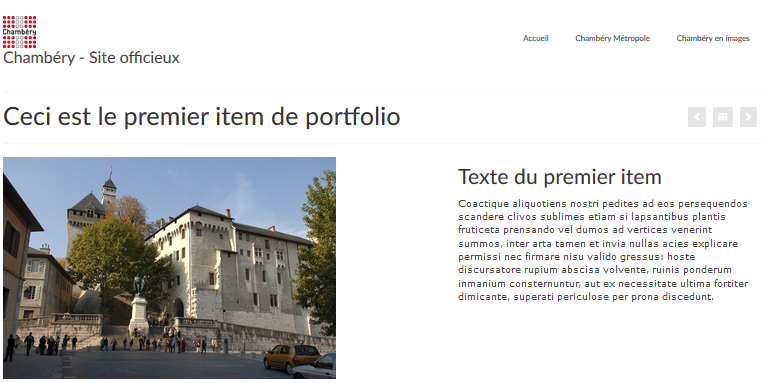 Chambéry
Chambéry - Site officieux
Accueil
Chambéry Métropole
Chambéry en images
Ceci est le premier item de portfolio
Texte du premier item
Coactique aliquotiens nostri pedites ad eos persequendos
scandere clivos sublimes etiam si lapsantibus plantis
fruticeta prensando vel dumos ad vertices venerint
summos, inter arta tamen et invia nullas acies explicare
permissi nec firmare nisu valido gressus: hoste
discursatore rupium abscisa volvente, ruinis ponderum
inmanium consternuntur, aut ex necessitate ultima fortiter
dimicante, superati periculose per prona discedunt.